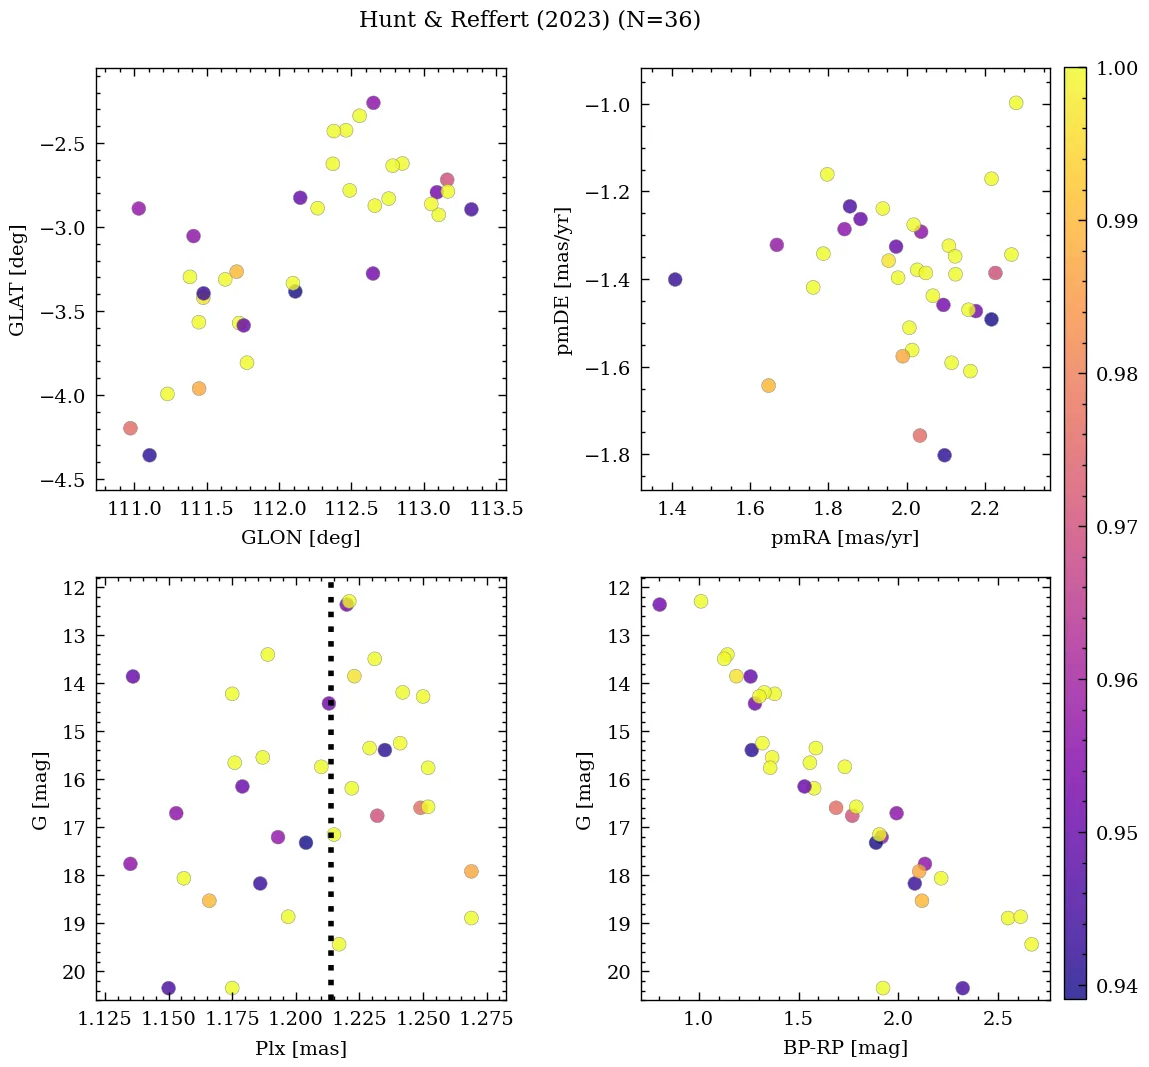 Hunt & Reffert (2023) (N=36)
−2.5
−3.0
−3.5
−4.0
−4.5
GLAT [deg]
111.0 111.5 112.0 112.5 113.0 113.5
GLON [deg]
−1.0
−1.2
−1.4
−1.6
−1.8
pmDE [mas/yr]
1.4 1.6 1.8 2.0 2.2
pmRA [mas/yr]
12
13
14
15
16
17
18
19
20
G [mag]
1.125 1.150 1.175 1.200 1.225 1.250 1.275
Plx [mas]
12
13
14
15
16
17
18
19
20
G [mag]
1.0 1.5 2.0 2.5
BP-RP [mag]
1.00
0.99
0.98
0.97
0.96
0.95
0.94